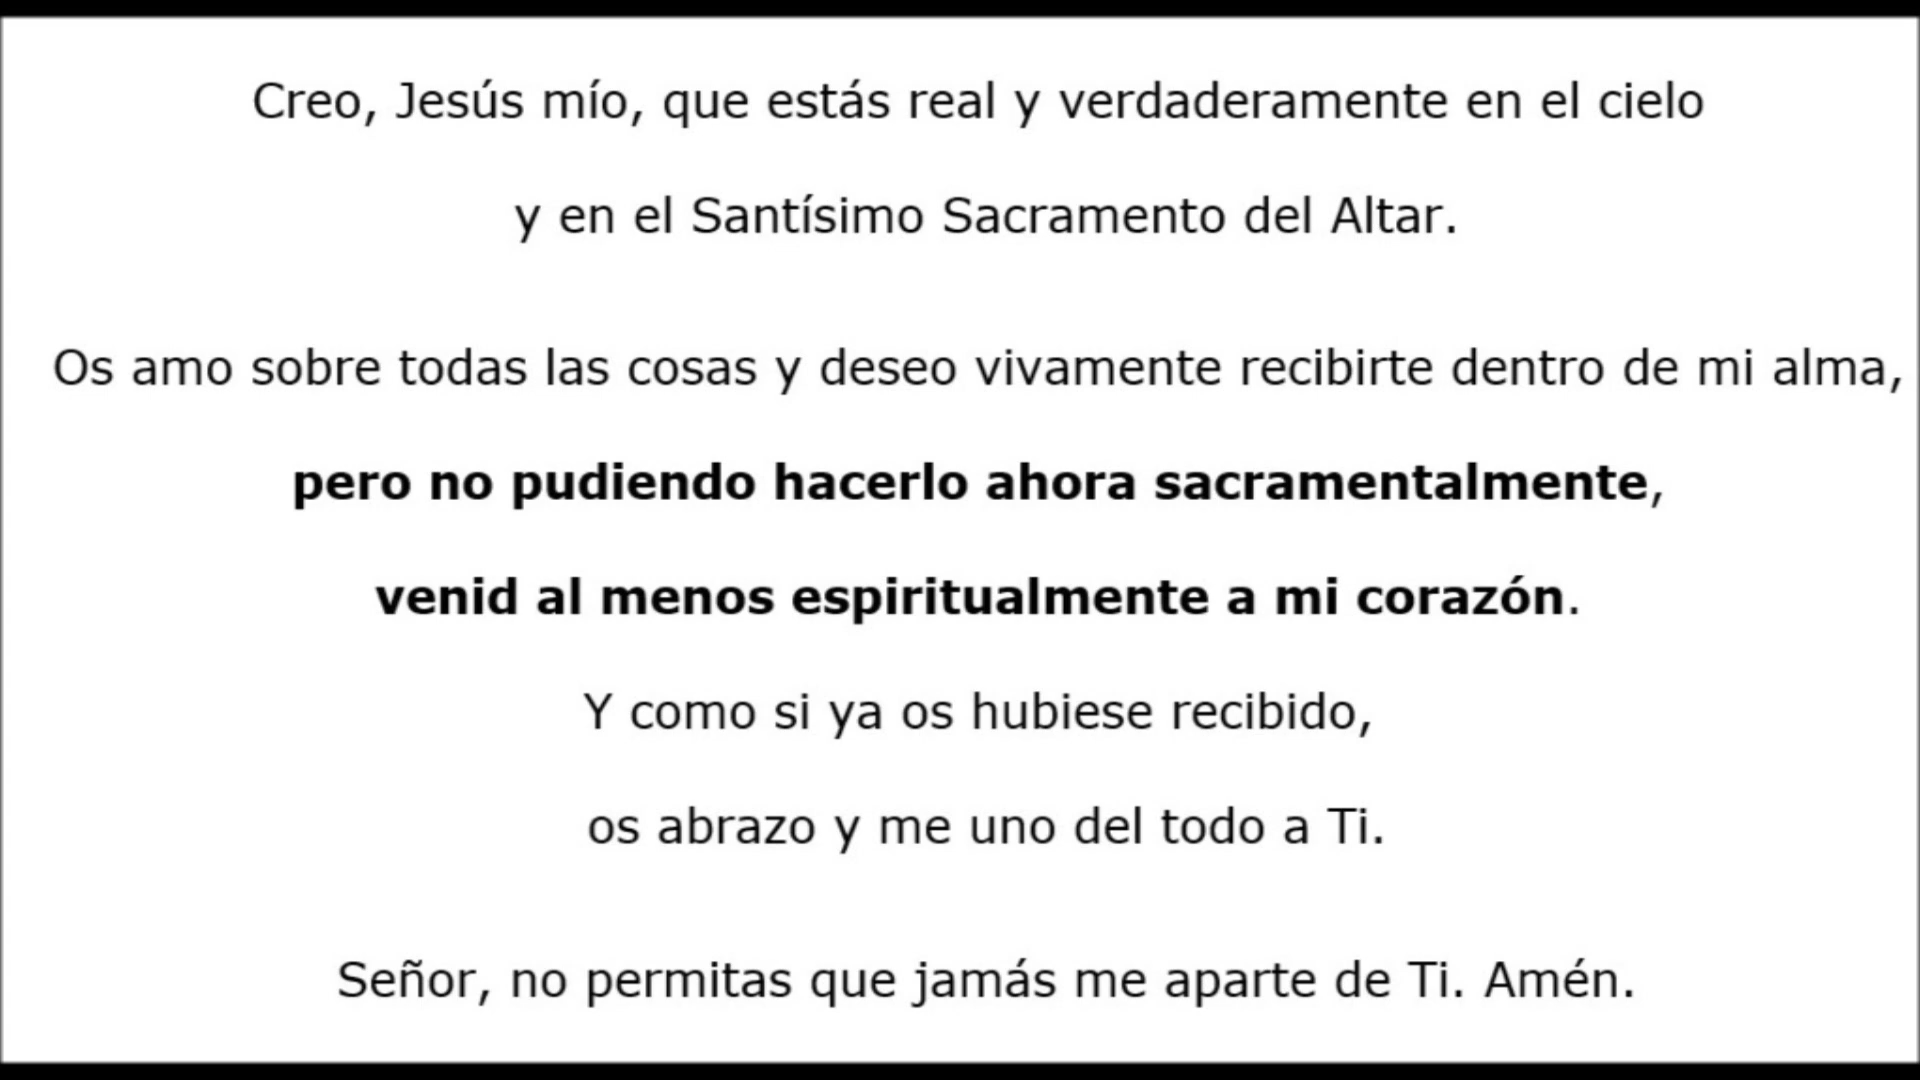 Creo, Jesús mío, que estás real y verdaderamente en el cielo
y en el Santísimo Sacramento del Altar.
Os amo sobre todas las cosas y deseo vivamente recibirte dentro de mi alma,
pero no pudiendo hacerlo ahora sacramentalmente,
venid al menos espiritualmente a mi corazón.
Y como si ya os hubiese recibido,
os abrazo y me uno del todo a Ti.
Señor, no permitas que jamás me aparte de Ti. Amén.